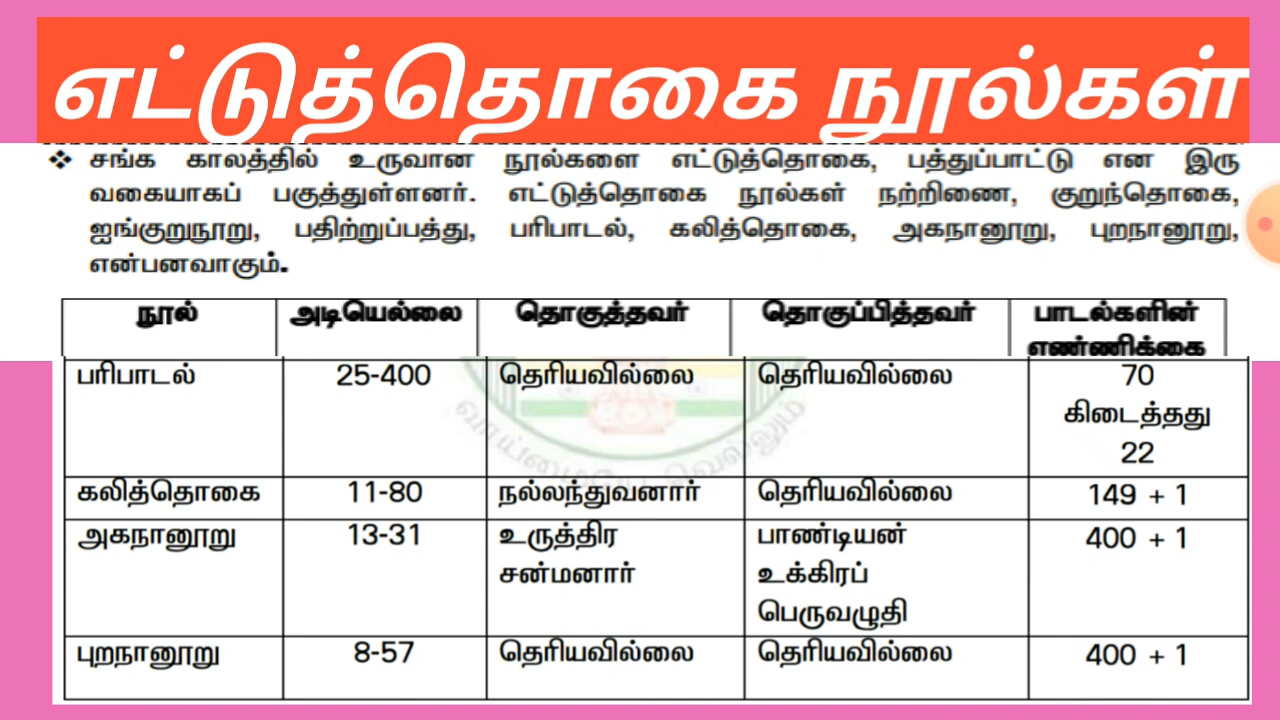 எட்டுத்தொகை நூல்கள்
❖ சங்க காலத்தில் உருவான நூல்களை எட்டுத்தொகை, பத்துப்பாட்டு என இரு
வகையாகப் பகுத்துள்ளனர். எட்டுத்தொகை நூல்கள் நற்றிணை, குறுந்தொகை,
ஐங்குறுநூறு, பதிற்றுப்பத்து, பரிபாடல், கலித்தொகை, அகநானூறு, புறநானூறு,
என்பனவாகும்.
நூல் அடியெல்லை தொகுத்தவர் தொகுப்பித்தவர் பாடல்களின்
எண்ணிக்கை
பரிபாடல் 25-400 தெரியவில்லை தெரியவில்லை 70
கிடைத்தது
22
வாய்மையே வெல்லும்
கலித்தொகை 11-80 நல்லந்துவனார் தெரியவில்லை 149 + 1
அகநானூறு 13-31 உருத்திர பாண்டியன் 400 + 1
சன்மனார் உக்கிரப்
பெருவழுதி
புறநானூறு 8-57 தெரியவில்லை தெரியவில்லை 400 + 1